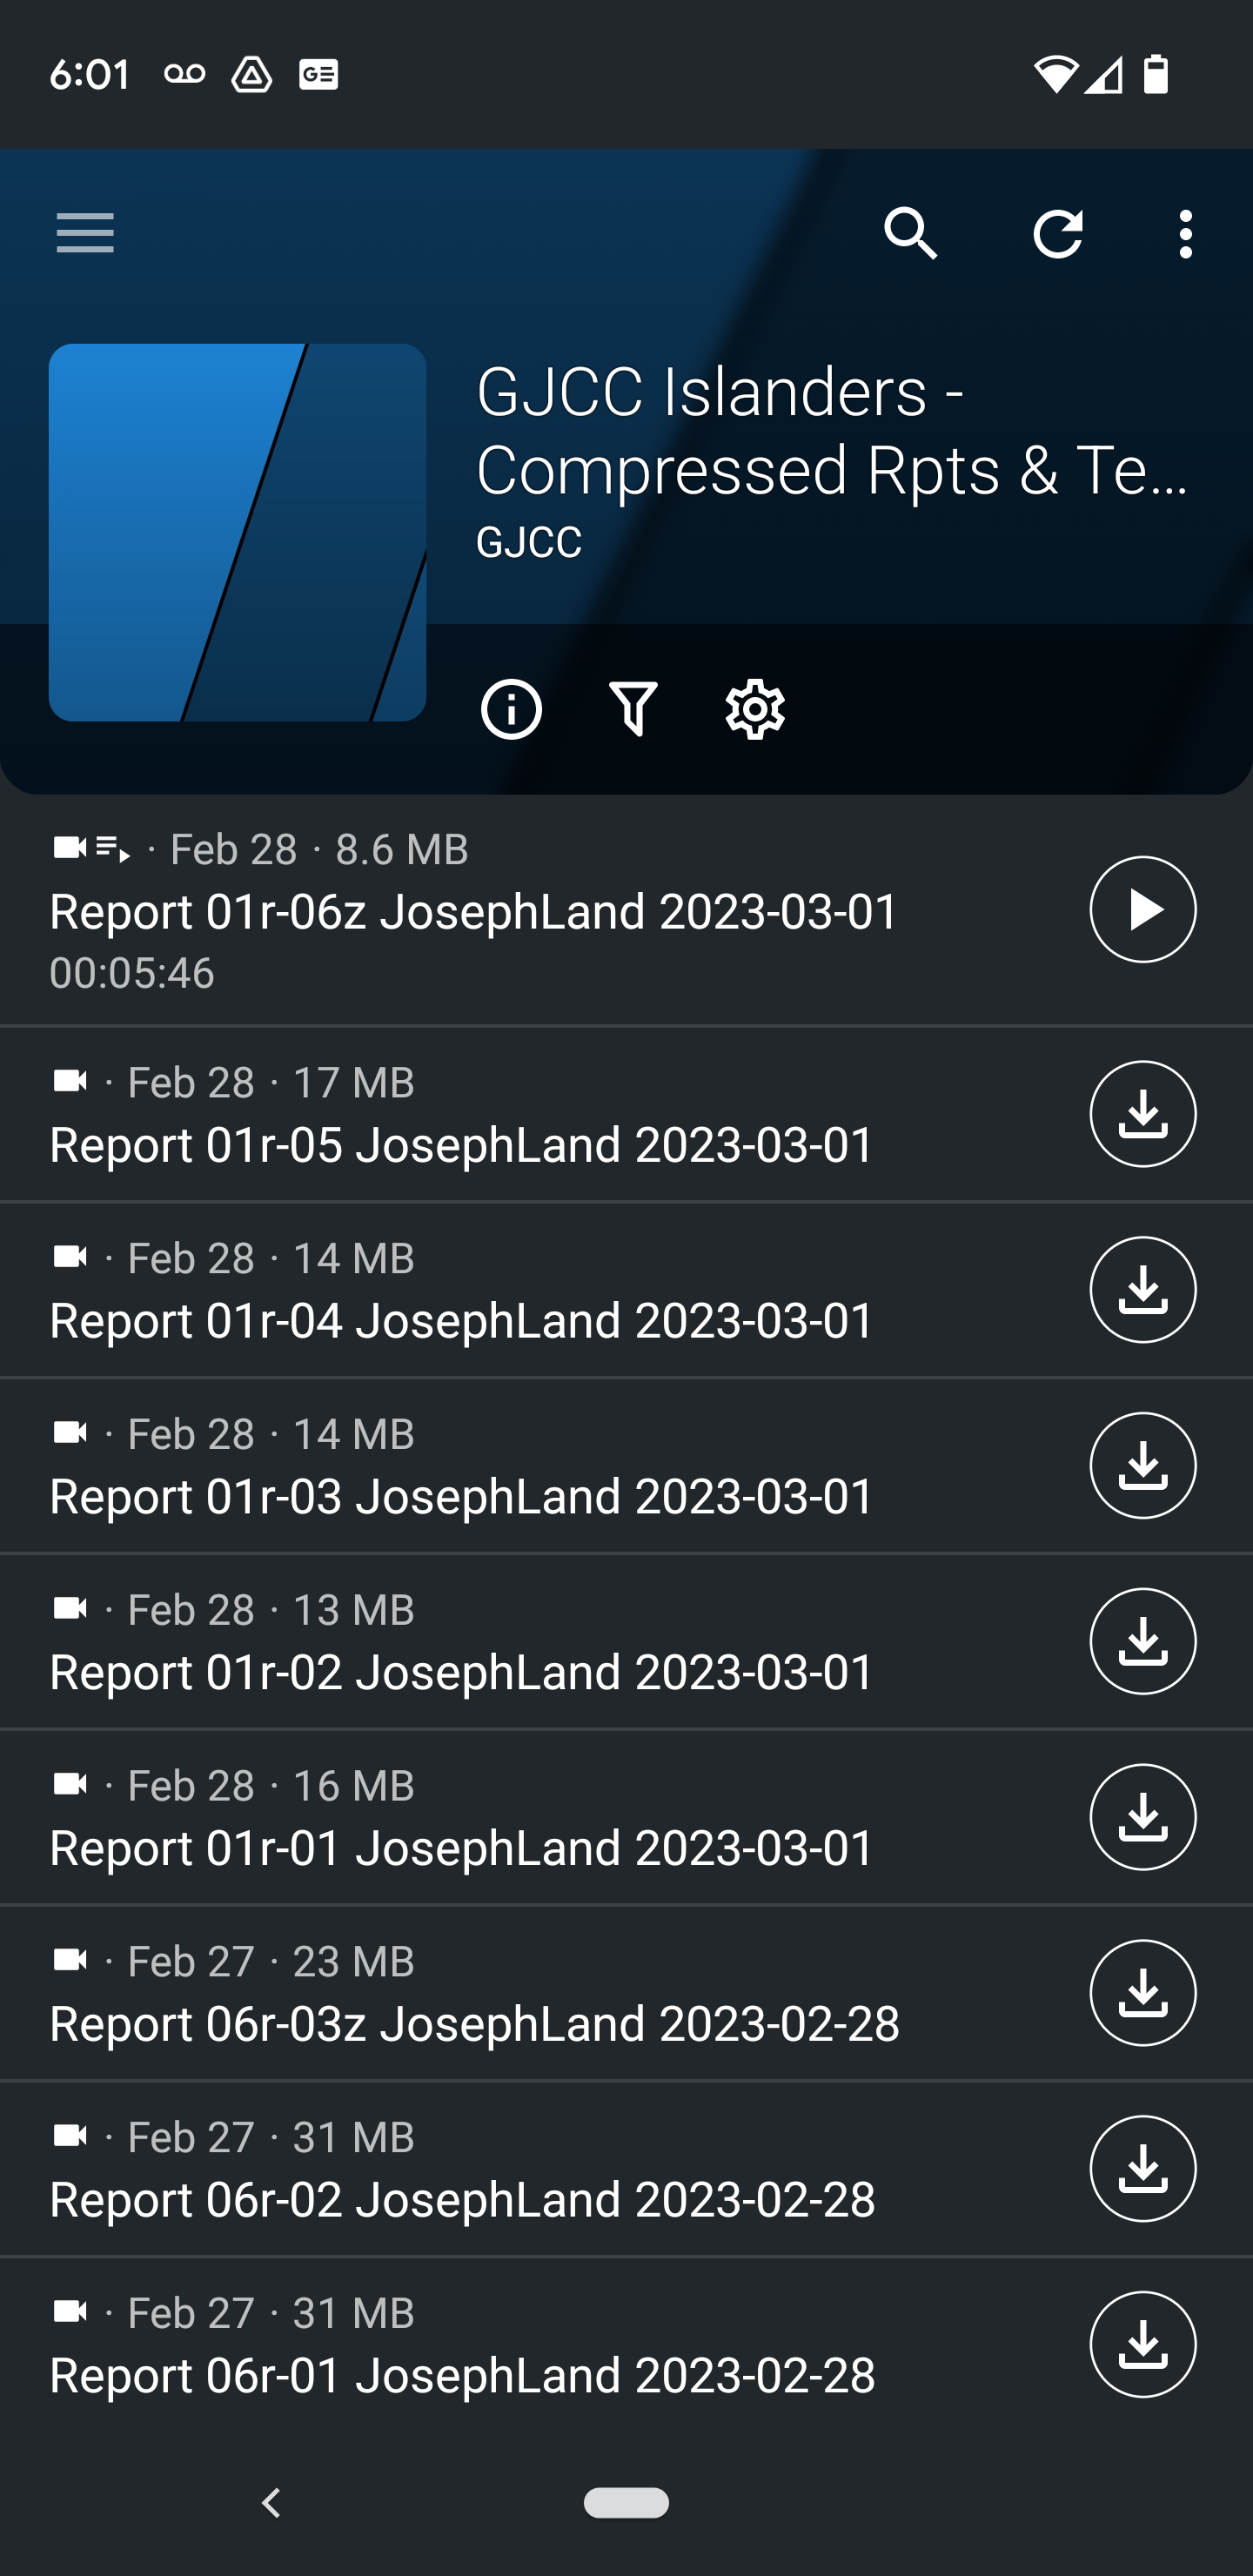 6:01
GJCC Islanders -
Compressed Rpts & Te...
GJCC
· Feb 28 · 8.6 MB
Report 01r-06z JosephLand 2023-03-01
00:05:46
· Feb 28 · 17 MB
Report 01r-05 JosephLand 2023-03-01
· Feb 28 · 14 MB
Report 01r-04 JosephLand 2023-03-01
· Feb 28 · 14 MB
Report 01r-03 JosephLand 2023-03-01
· Feb 28 · 13 MB
Report 01r-02 JosephLand 2023-03-01
· Feb 28 · 16 MB
Report 01r-01 JosephLand 2023-03-01
· Feb 27 · 23 MB
Report 06r-03z JosephLand 2023-02-28
· Feb 27 · 31 MB
Report 06r-02 JosephLand 2023-02-28
· Feb 27 · 31 MB
Report 06r-01 JosephLand 2023-02-28